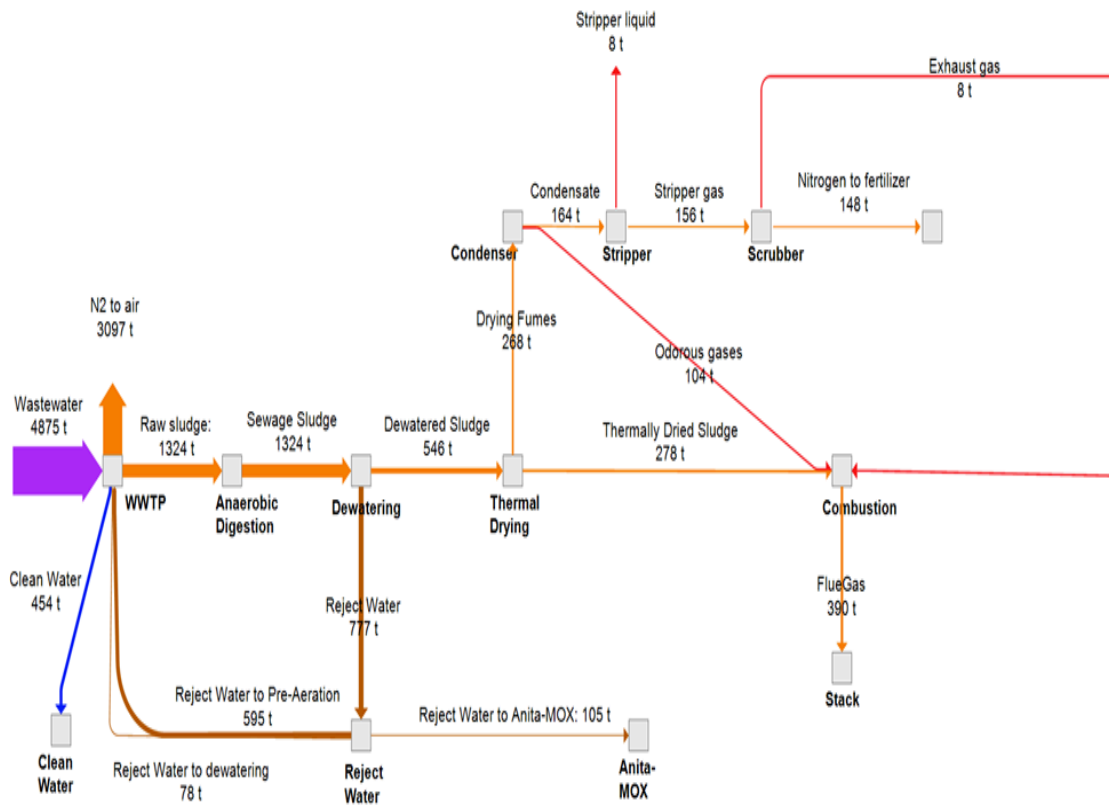 Stripper liquid
8 t
Exhaust gas
8 t
Condensate
164 t
Stripper gas
156 t
Nitrogen to fertilizer
148 t
Condenser
Stripper
Scrubber
N2 to air
3097 t
Drying Fumes
268 t
Odorous gases
104 t
Wastewater
4875 t
Raw sludge:
1324 t
Sewage Sludge
1324 t
Dewatered Sludge
546 t
Thermally Dried Sludge
278 t
WWTP
Anaerobic
Digestion
Dewatering
Thermal
Drying
Combustion
Clean Water
454 t
Reject Water
777 t
FlueGas
390 t
Stack
Reject Water to Pre-Aeration
595 t
Reject Water to Anita-MOX: 105 t
Clean
Water
Reject Water to dewatering
78 t
Reject
Water
Anita-
MOX